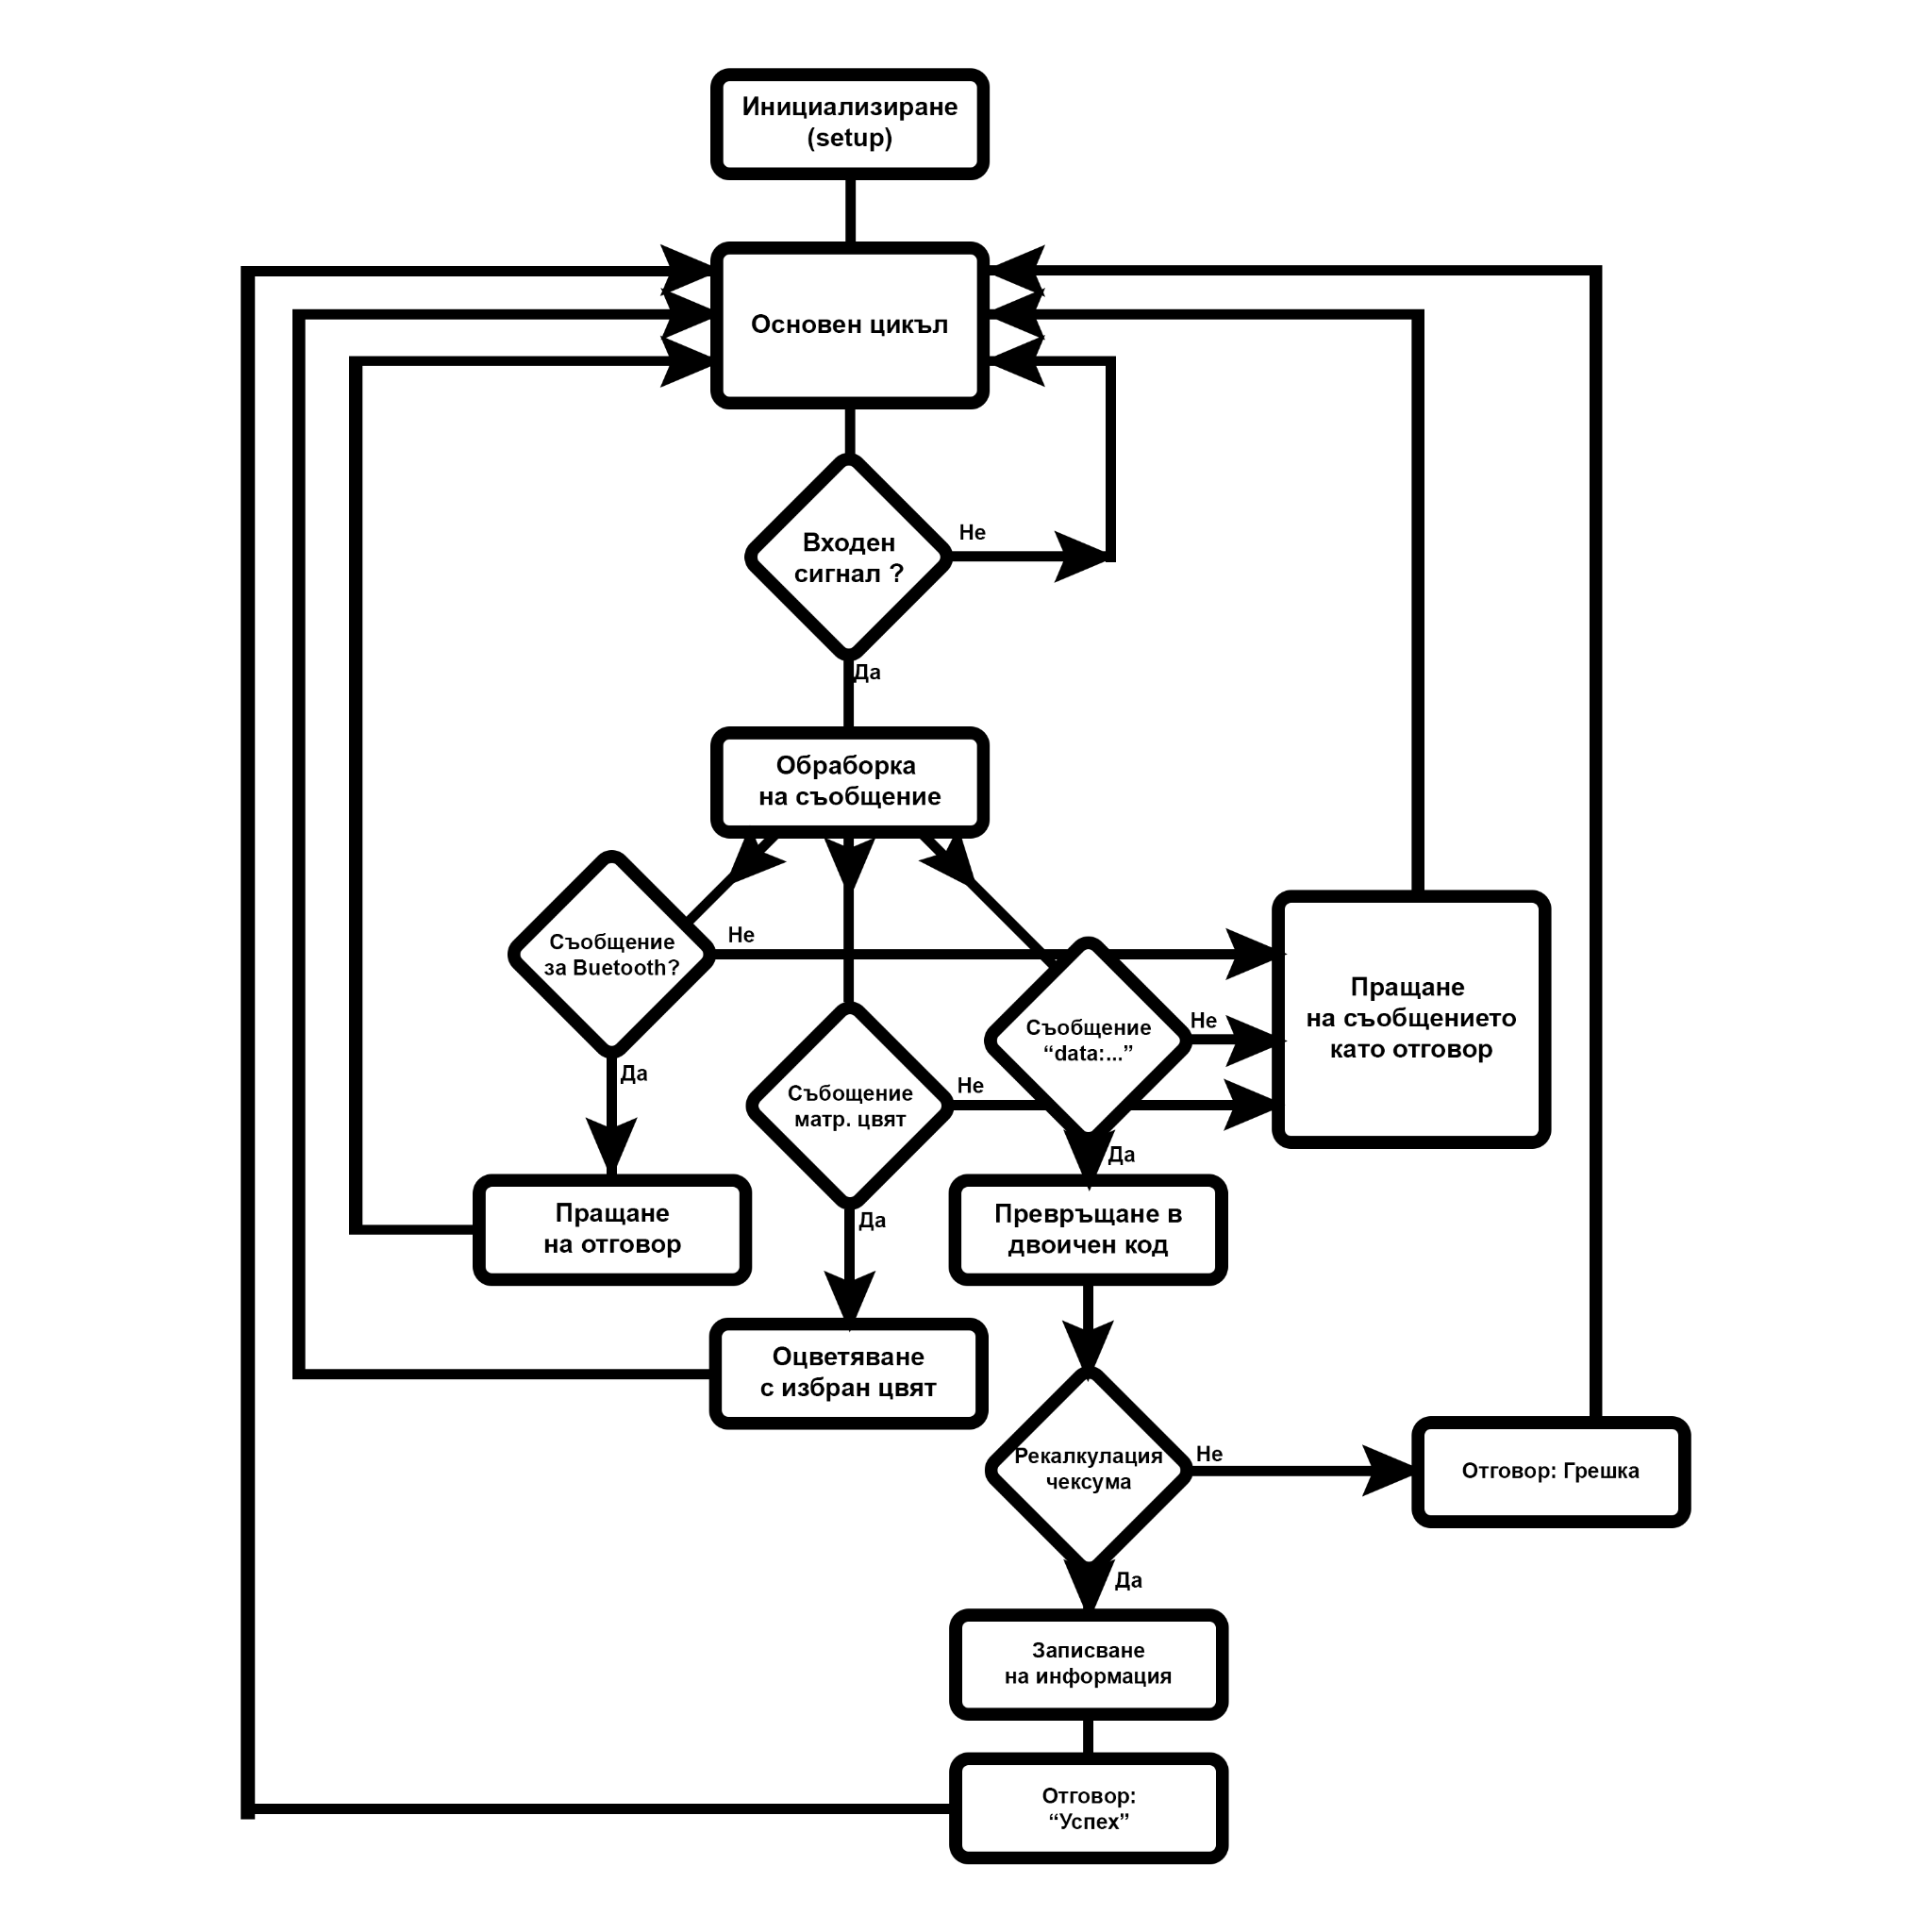 Инициализиране
(setup)
Основен цикъл
Входен
сигнал ?
Не
Да
Обраборка
на съобщение
Съобщение
за Buetooth?
Не
Да
Съобщение
“data:...”
Не
Да
Събощение
матр. цвят
Не
Да
Пращане
на съобщението
като отговор
Пращане
на отговор
Превръщане в
двоичен код
Оцветяване
с избран цвят
Рекалкулация
чексума
Не
Да
Отговор: Грешка
Записване
на информация
Отговор:
“Успех”